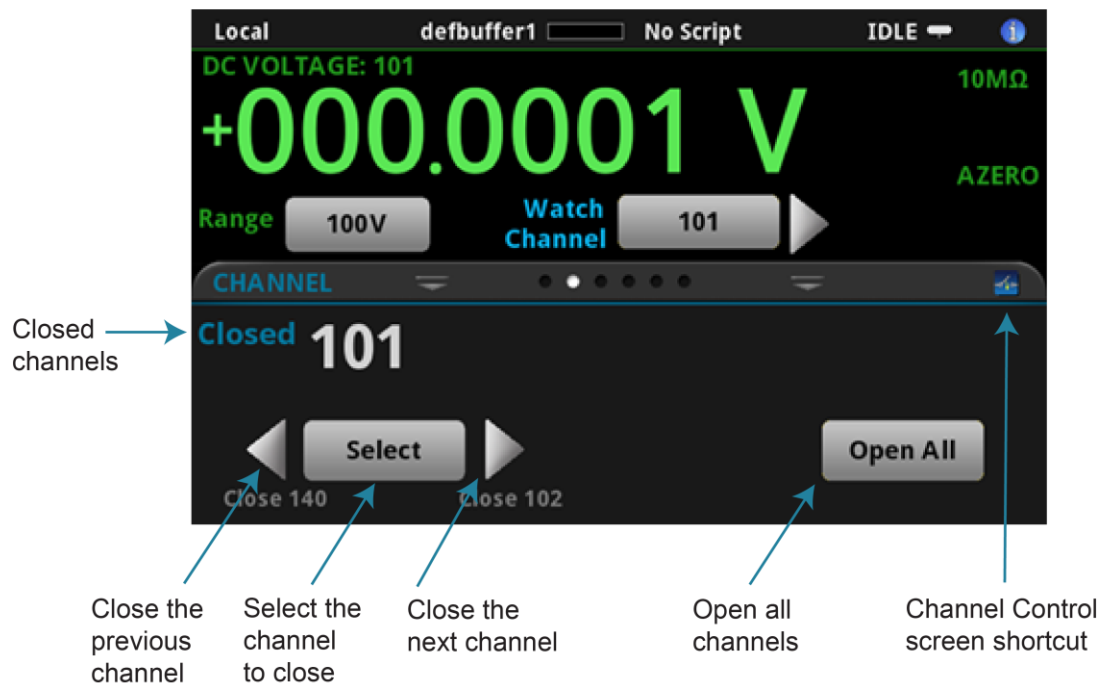 Local defbuffer1 No Script IDLE
DC VOLTAGE: 101
10MΩ
+000.0001 V
AZERO
Range 100V Watch Channel 101
CHANNEL
Closed channels
Closed 101
Select Open All
Close 140 Close 102
Close the
previous
channel
Select the
channel
to close
Close the
next channel
Open all
channels
Channel Control
screen shortcut